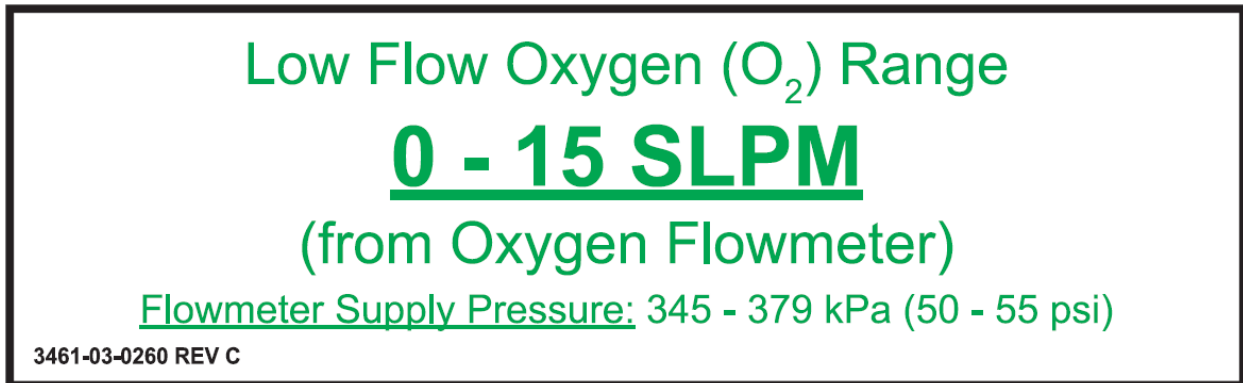 Low Flow Oxygen (O₂) Range
0 - 15 SLPM
(from Oxygen Flowmeter)
Flowmeter Supply Pressure: 345 - 379 kPa (50 - 55 psi)
3461-03-0260 REV C